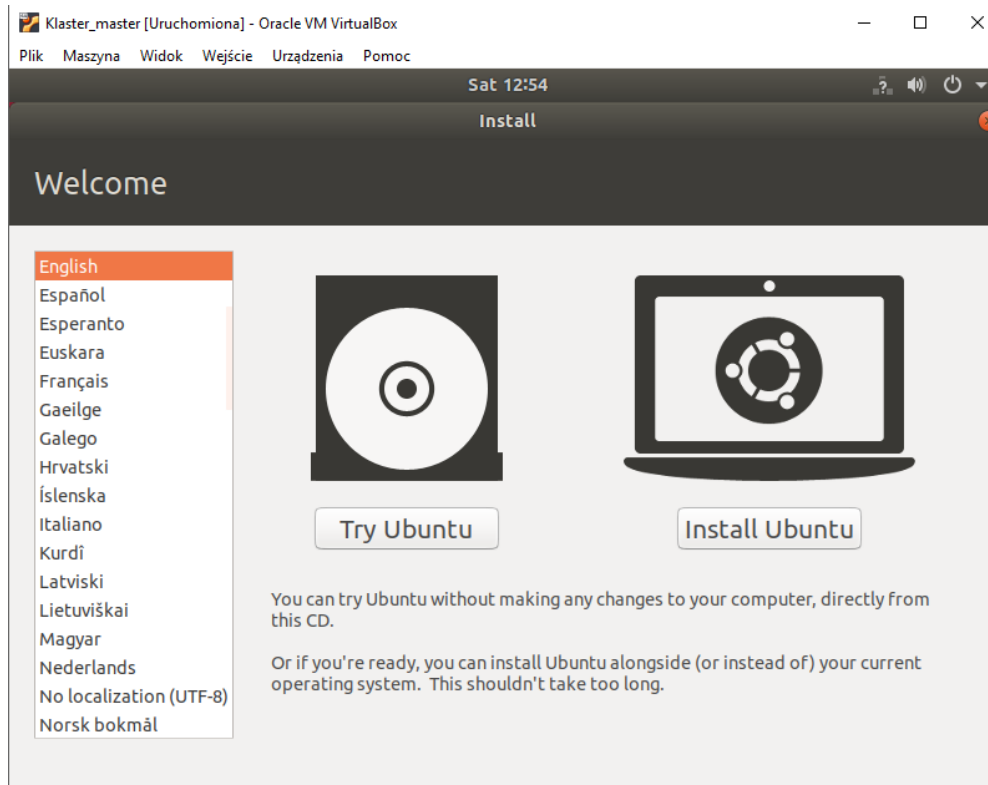 Klaster_master [Uruchomiona] - Oracle VM VirtualBox
Plik Maszyna Widok Wejście Urządzenia Pomoc
Sat 12:54
Install
Welcome
English
Español
Esperanto
Euskara
Français
Gaeilge
Galego
Hrvatski
Íslenska
Italiano
Kurdî
Latviski
Lietuviškai
Magyar
Nederlands
No localization (UTF-8)
Norsk bokmål
Try Ubuntu
Install Ubuntu
You can try Ubuntu without making any changes to your computer, directly from
this CD.
Or if you're ready, you can install Ubuntu alongside (or instead of) your current
operating system. This shouldn't take too long.